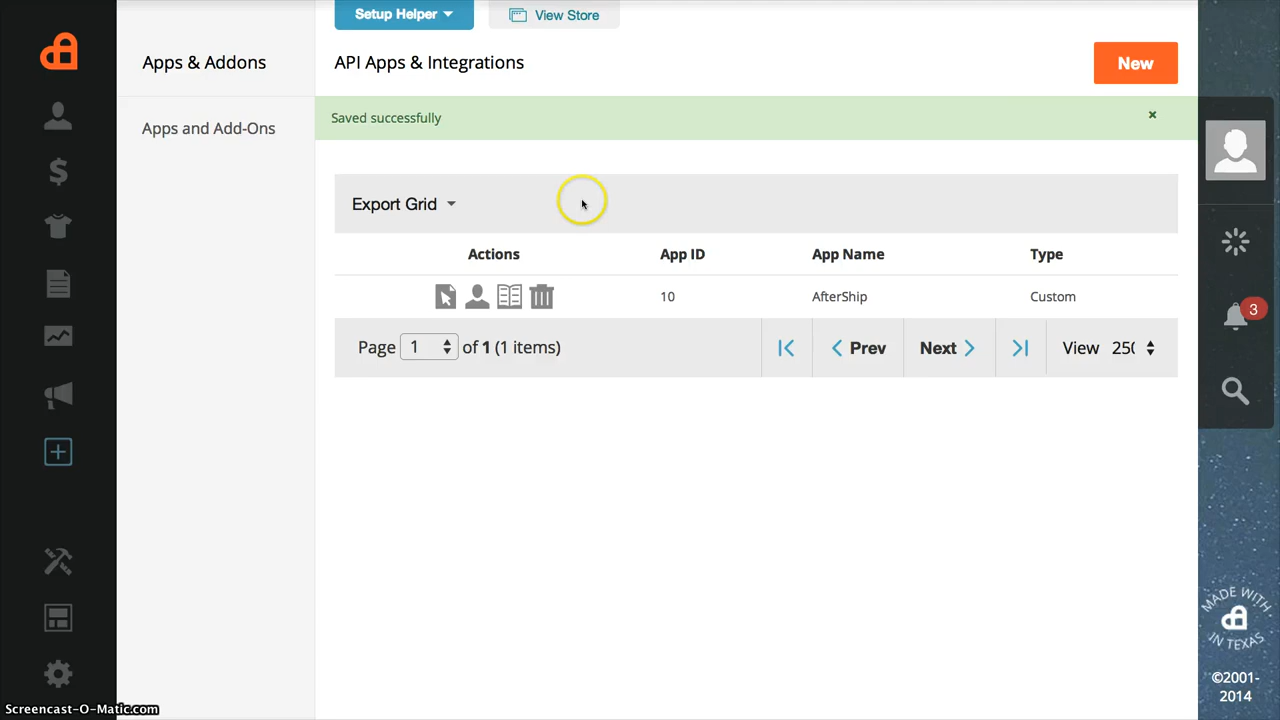 Setup Helper
View Store
Apps & Addons
API Apps & Integrations
New
Saved successfully
×
Apps and Add-Ons
Export Grid
Actions
App ID
App Name
Type
10
AfterShip
Custom
3
Page 1 of 1 (1 items)
Prev
Next
View 250
MADE WITH
IN TEXAS
©2001-
2014
Screencast-O-Matic.com